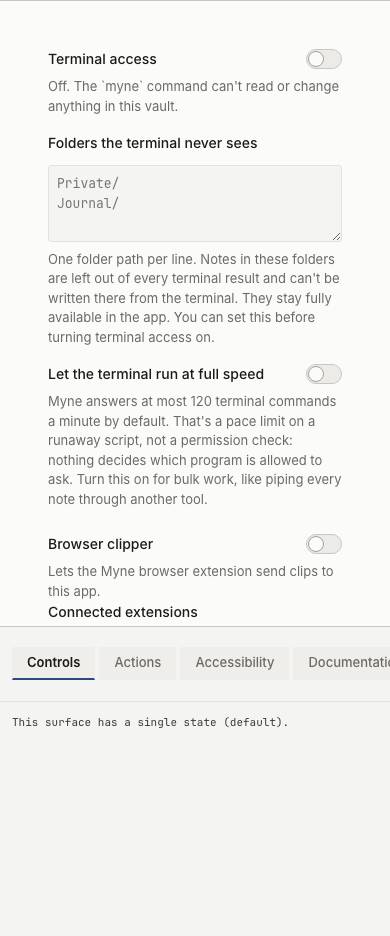 Terminal access
Off. The `myne` command can't read or change
anything in this vault.
Folders the terminal never sees
Private/
Journal/
One folder path per line. Notes in these folders
are left out of every terminal result and can't be
written there from the terminal. They stay fully
available in the app. You can set this before
turning terminal access on.
Let the terminal run at full speed
Myne answers at most 120 terminal commands
a minute by default. That's a pace limit on a
runaway script, not a permission check:
nothing decides which program is allowed to
ask. Turn this on for bulk work, like piping every
note through another tool.
Browser clipper
Lets the Myne browser extension send clips to
this app.
Connected extensions
Controls
Actions
Accessibility
Documentatio
This surface has a single state (default).